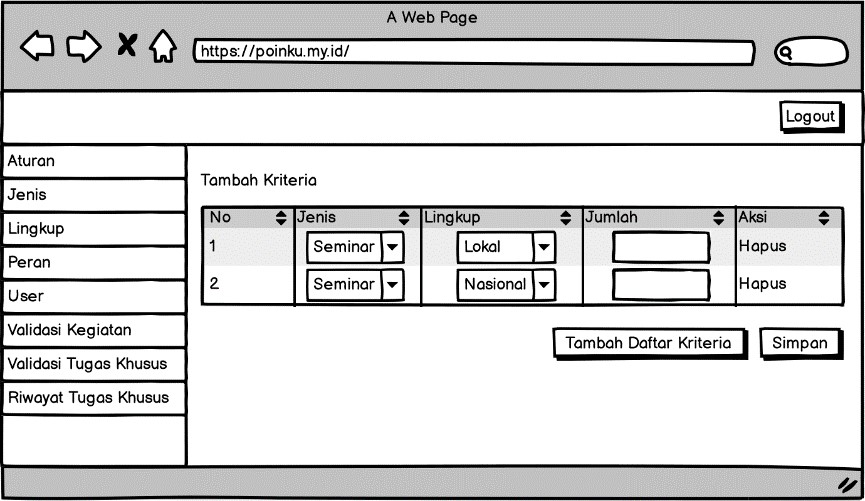 A Web Page
https://poinku.my.id/
Logout
Aturan
Jenis
Lingkup
Peran
User
Validasi Kegiatan
Validasi Tugas Khusus
Riwayat Tugas Khusus
Tambah Kriteria
No Jenis Lingkup Jumlah Aksi
1 Seminar Lokal Hapus
2 Seminar Nasional Hapus
Tambah Daftar Kriteria Simpan